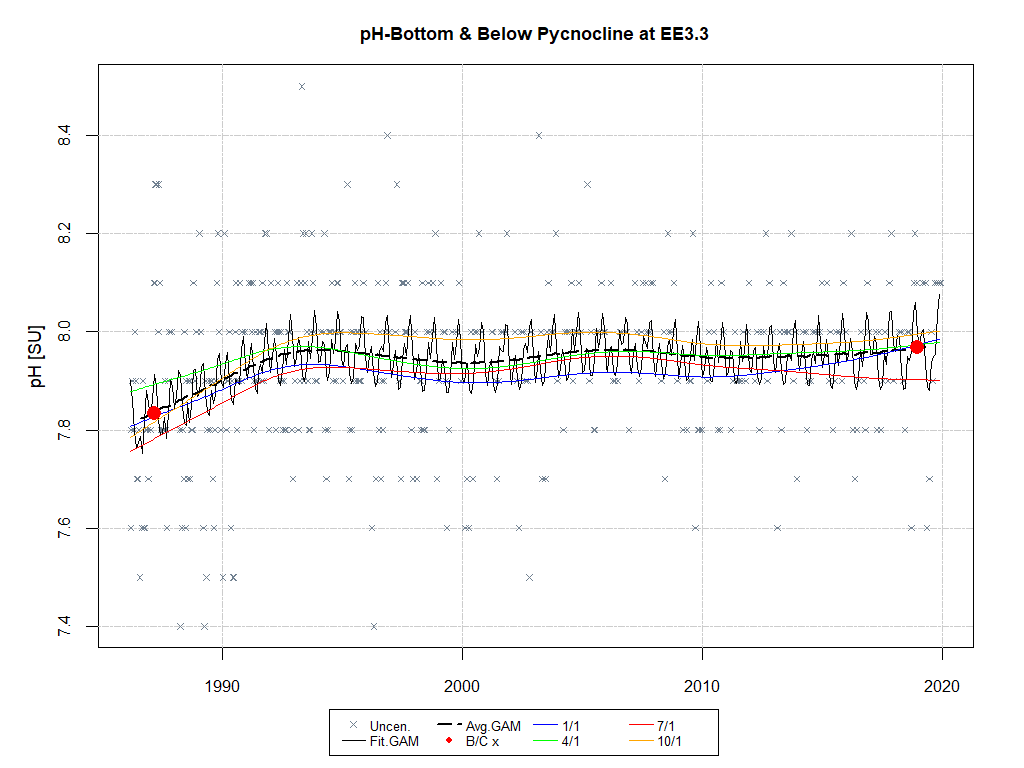 pH-Bottom & Below Pycnocline at EE3.3
pH [SU]
8.4
8.2
8.0
7.8
7.6
7.4
1990
2000
2010
2020
Uncen.
Avg.GAM
1/1
7/1
Fit.GAM
B/C x
4/1
10/1